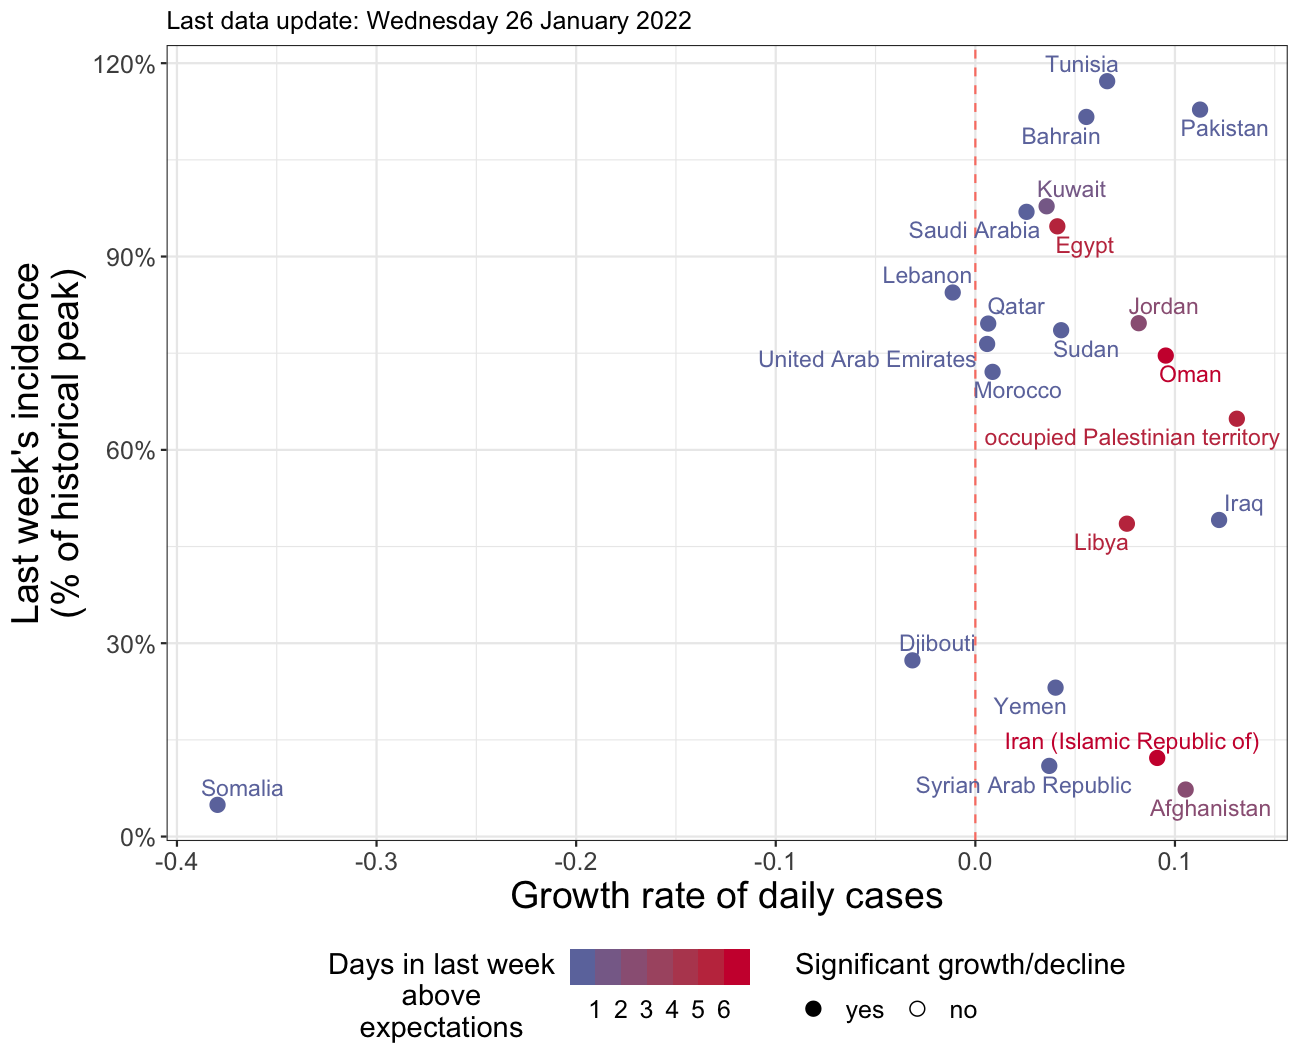 Last data update: Wednesday 26 January 2022
Last week's incidence
(% of historical peak)
120%
90%
60%
30%
0%
Tunisia
Pakistan
Bahrain
Kuwait
Saudi Arabia
Egypt
Lebanon
Qatar
Jordan
Sudan
United Arab Emirates
Oman
Morocco
occupied Palestinian territory
Iraq
Libya
Djibouti
Yemen
Iran (Islamic Republic of)
Syrian Arab Republic
Somalia
Afghanistan
-0.4 -0.3 -0.2 -0.1 0.0 0.1
Growth rate of daily cases
Days in last week
above
expectations
1 2 3 4 5 6
Significant growth/decline
yes no